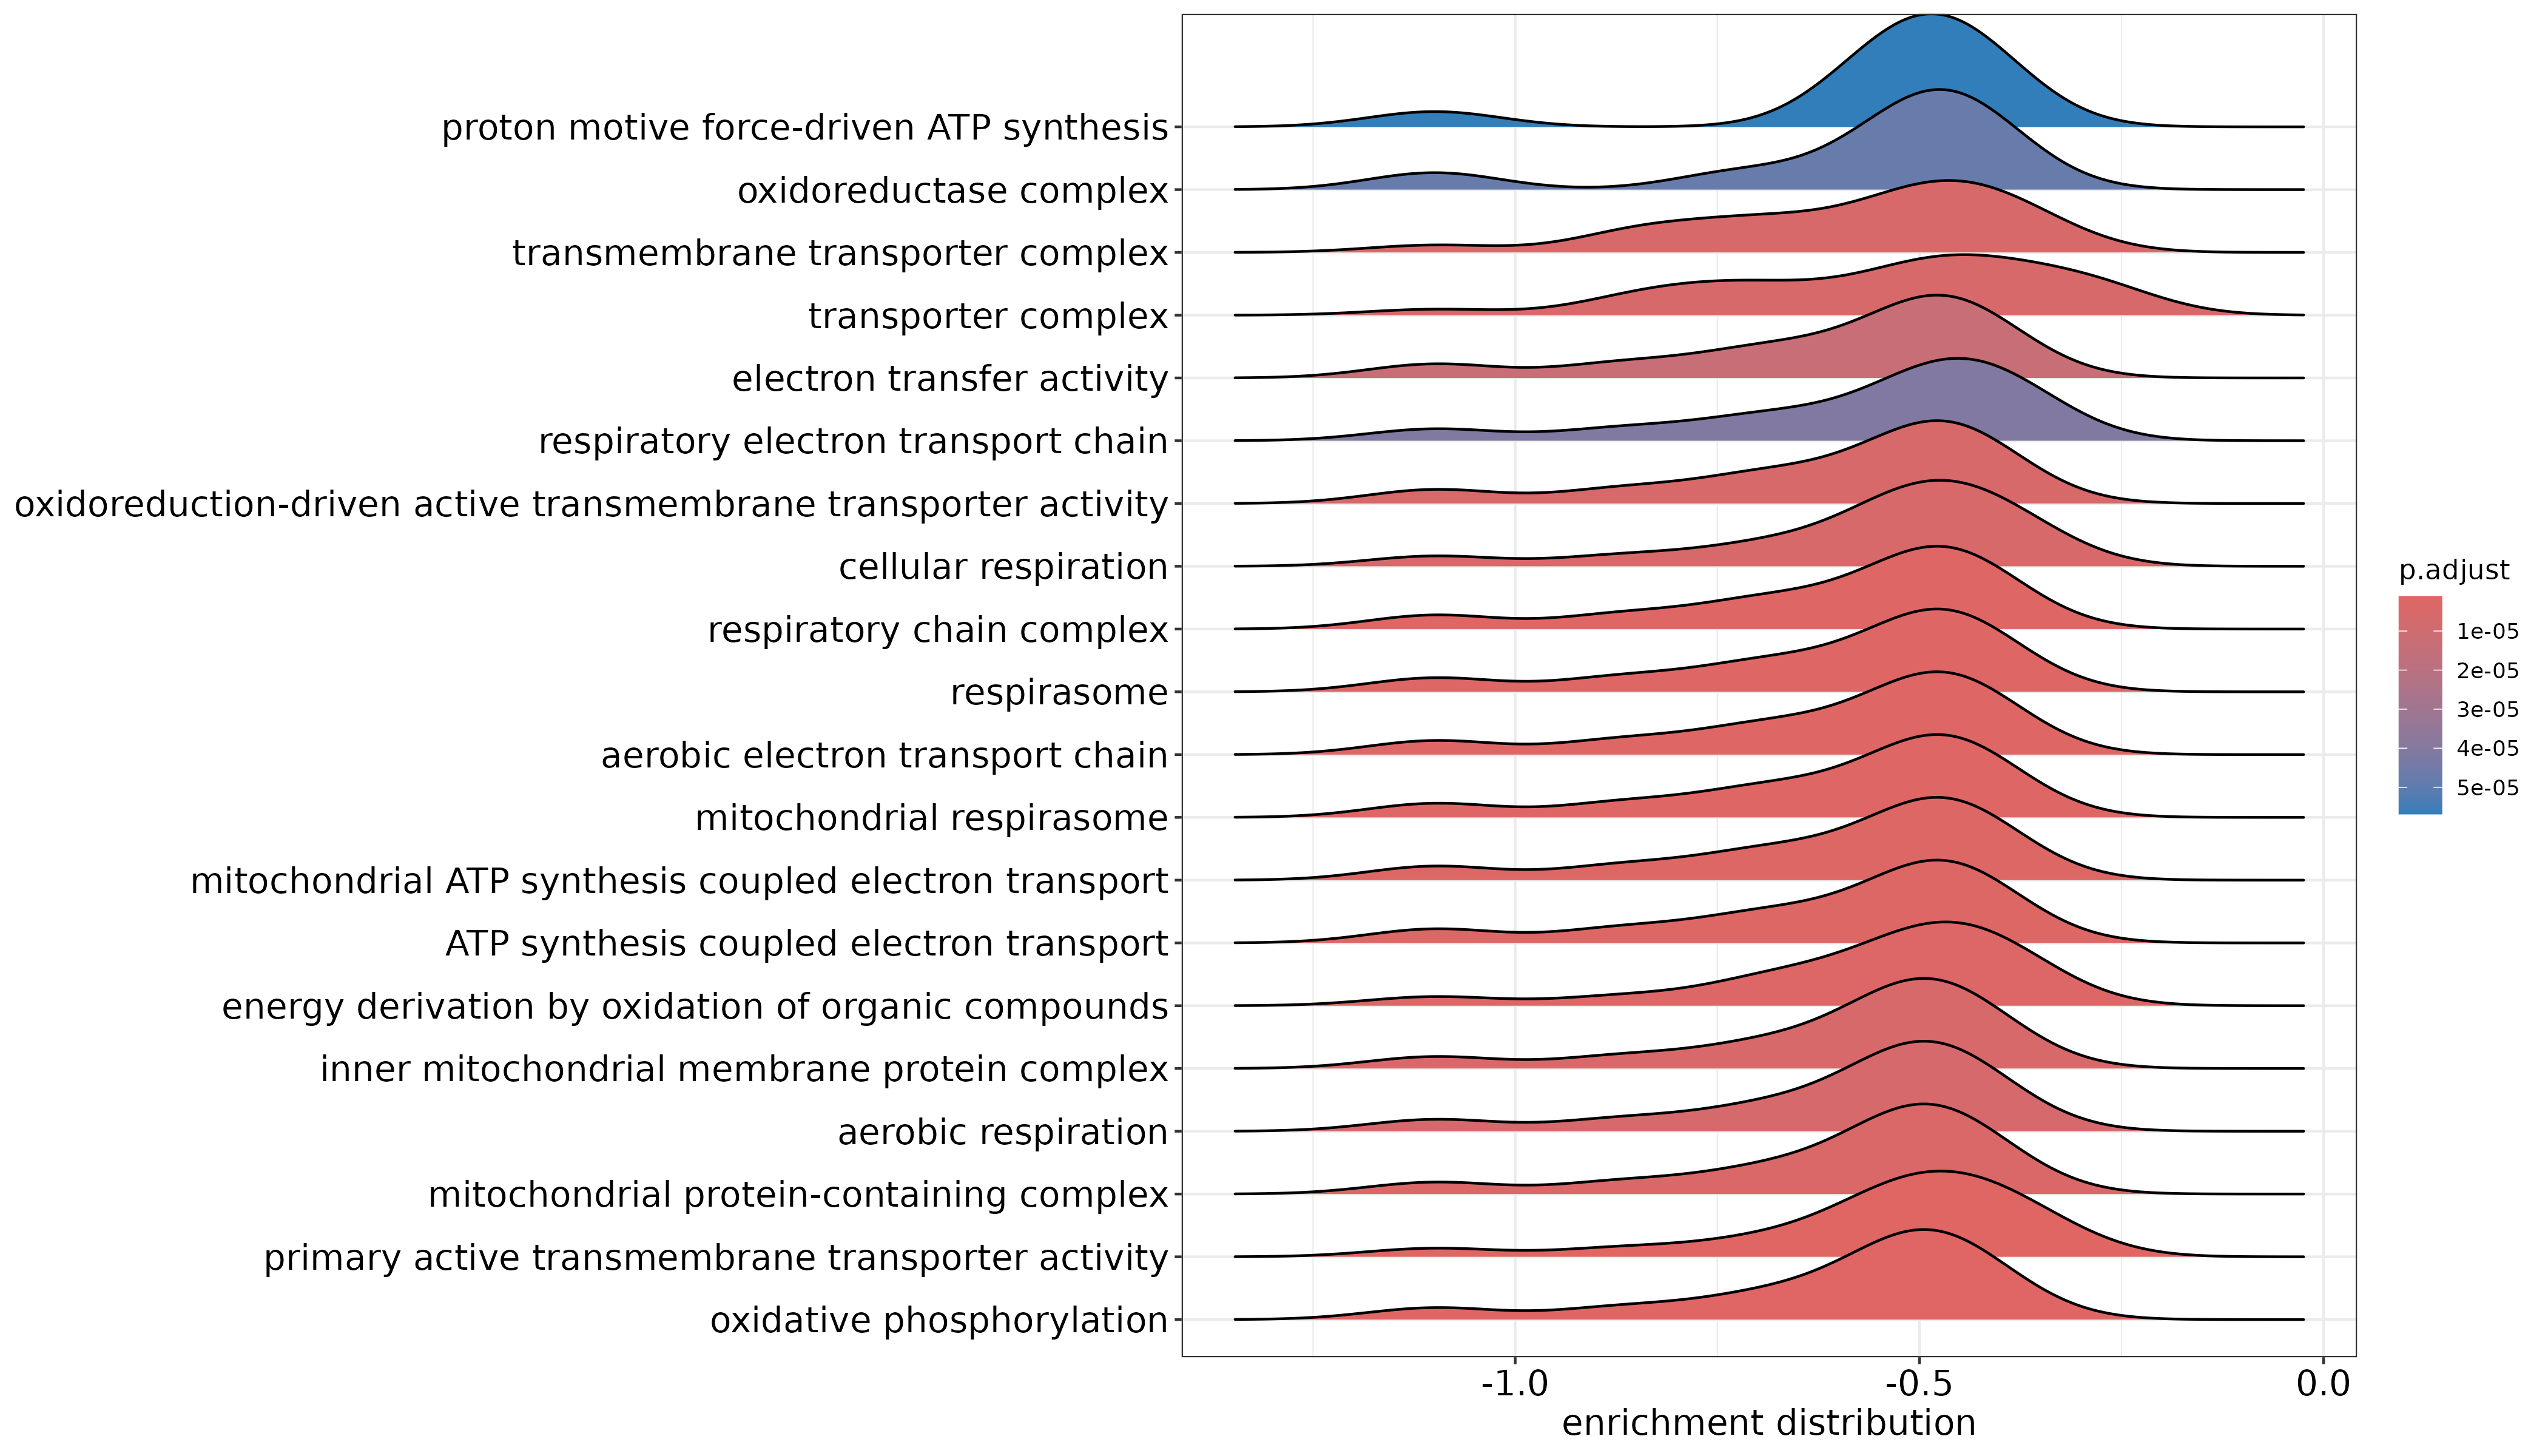 proton motive force-driven ATP synthesis
oxidoreductase complex
transmembrane transporter complex
transporter complex
electron transfer activity
respiratory electron transport chain
oxidoreduction-driven active transmembrane transporter activity
cellular respiration
respiratory chain complex
respirasome
aerobic electron transport chain
mitochondrial respirasome
mitochondrial ATP synthesis coupled electron transport
ATP synthesis coupled electron transport
energy derivation by oxidation of organic compounds
inner mitochondrial membrane protein complex
aerobic respiration
mitochondrial protein-containing complex
primary active transmembrane transporter activity
oxidative phosphorylation
-1.0
-0.5
0.0
enrichment distribution
p.adjust
1e-05
2e-05
3e-05
4e-05
5e-05